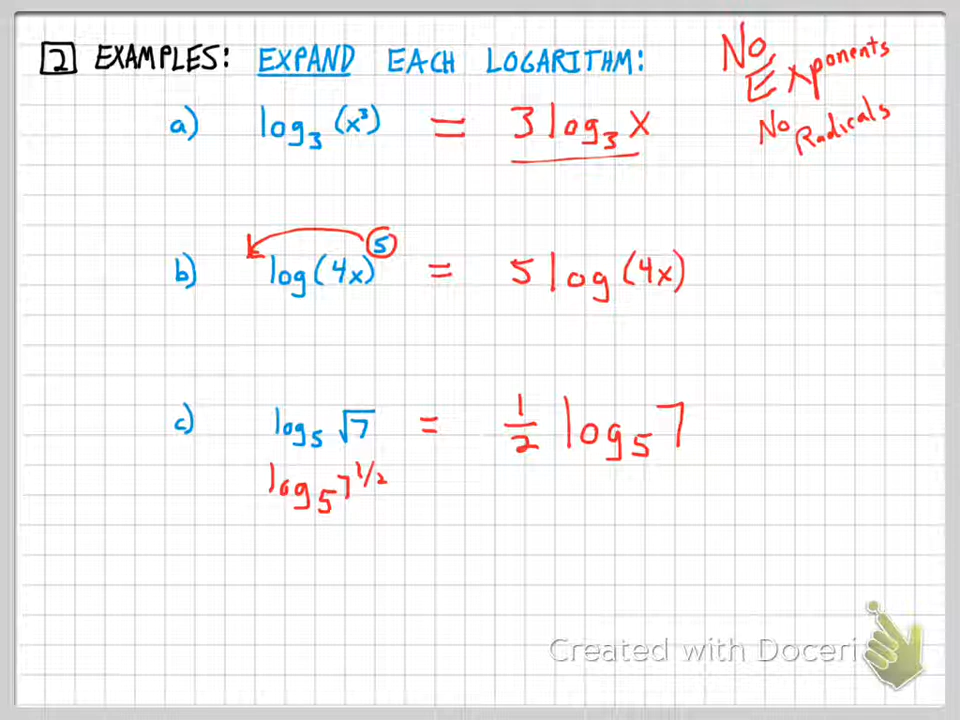 2 EXAMPLES: EXPAND EACH LOGARITHM:
No Exponents
No Radicals
a) log₃(x³) = 3 log₃ x
b) log(4x)⁵ = 5 log(4x)
c) log₅ √7 = 1/2 log₅ 7
log₅ 7^1/2
Created with Doceri